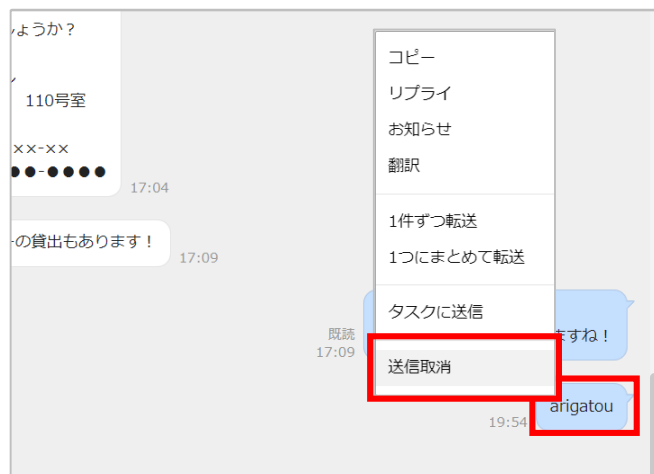 ょうか？
110号室
××-××
●●-●●●●
17:04
の貸出もあります！
17:09
コピー
リプライ
お知らせ
翻訳
1件ずつ転送
1つにまとめて転送
タスクに送信
送信取消
既読
17:09
ますね！
arigatou
19:54